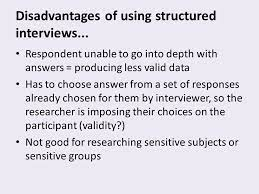 Disadvantages of using structured
interviews...
• Respondent unable to go into depth with
answers = producing less valid data
• Has to choose answer from a set of responses
already chosen for them by interviewer, so the
researcher is imposing their choices on the
participant (validity?)
• Not good for researching sensitive subjects or
sensitive groups